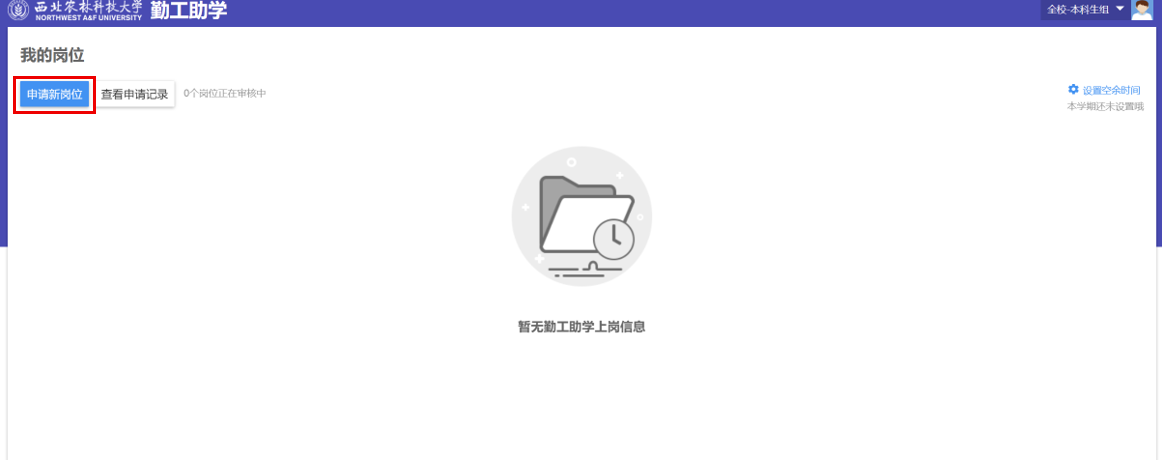 西北农林科技大学 勤工助学
NORTHWEST A&F UNIVERSITY
全校-本科生组
我的岗位
申请新岗位 查看申请记录 0个岗位正在审核中
设置空余时间
本学期还未设置哦
暂无勤工助学上岗信息